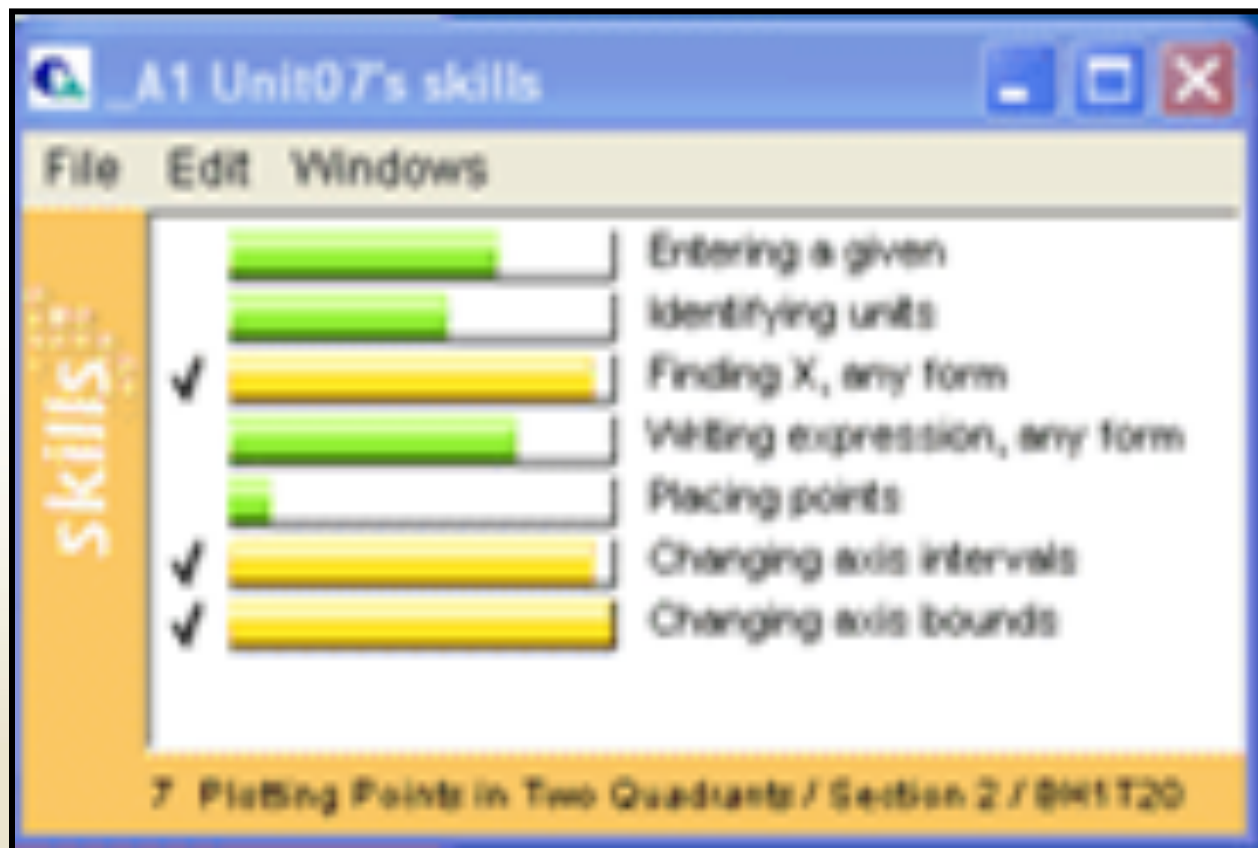 _A1 Unit07's skills
File Edit Windows
skills
Entering a given
Identifying units
Finding X, any form
Writing expression, any form
Placing points
Changing axis intervals
Changing axis bounds
7 Plotting Points in Two Quadrants / Section 2 / BH1T20